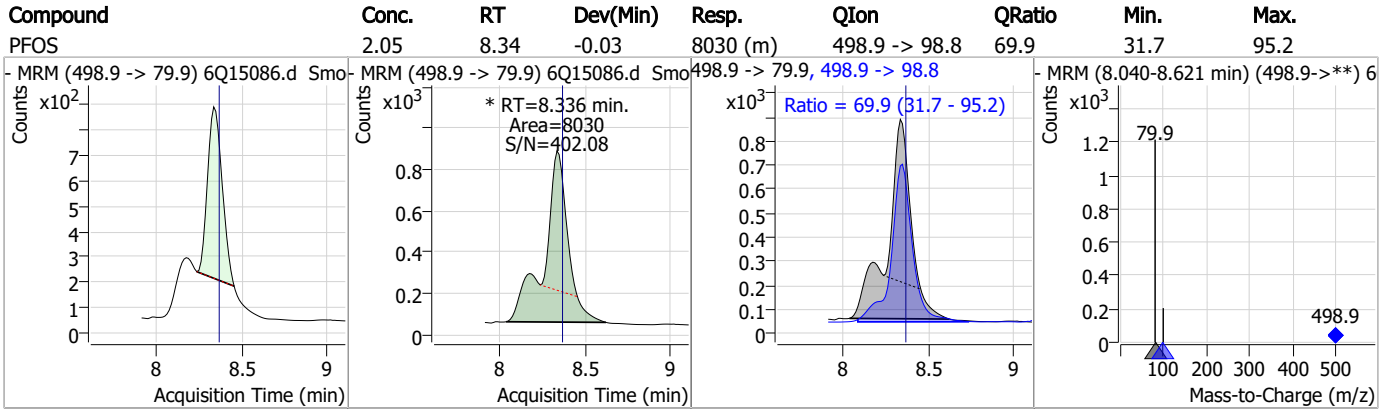 Compound Conc. RT Dev(Min) Resp. QIon QRatio Min. Max.
PFOS 2.05 8.34 -0.03 8030 (m) 498.9 -> 98.8 69.9 31.7 95.2
- MRM (498.9 -> 79.9) 6Q15086.d Smo
Counts
x10²
7
6
5
4
3
2
1
0
8 8.5 9
Acquisition Time (min)
- MRM (498.9 -> 79.9) 6Q15086.d Smo
Counts
x10³
* RT=8.336 min.
Area=8030
S/N=402.08
0.8
0.6
0.4
0.2
0
8 8.5 9
Acquisition Time (min)
498.9 -> 79.9, 498.9 -> 98.8
Counts
x10³
Ratio = 69.9 (31.7 - 95.2)
0.8
0.7
0.6
0.5
0.4
0.3
0.2
0.1
0
8 8.5 9
Acquisition Time (min)
- MRM (8.040-8.621 min) (498.9->**) 6
Counts
x10³
79.9
1.2
1
0.8
0.6
0.4
0.2
0
498.9
100 200 300 400 500
Mass-to-Charge (m/z)